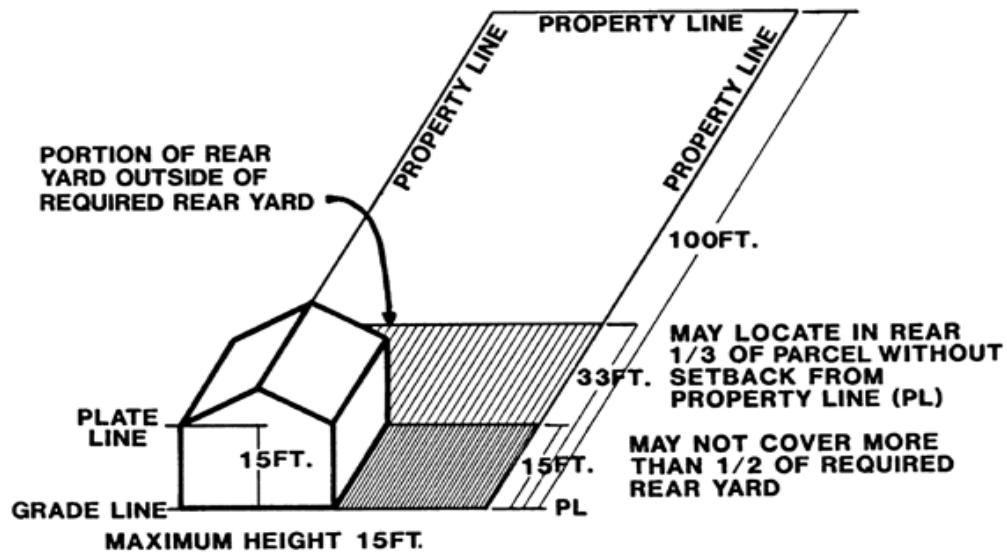 PROPERTY LINE
PROPERTY LINE
PROPERTY LINE
PORTION OF REAR
YARD OUTSIDE OF
REQUIRED REAR YARD
100FT.
MAY LOCATE IN REAR
1/3 OF PARCEL WITHOUT
SETBACK FROM
PROPERTY LINE (PL)
33FT.
PLATE
LINE
15FT.
15FT.
MAY NOT COVER MORE
THAN 1/2 OF REQUIRED
REAR YARD
GRADE LINE
PL
MAXIMUM HEIGHT 15FT.